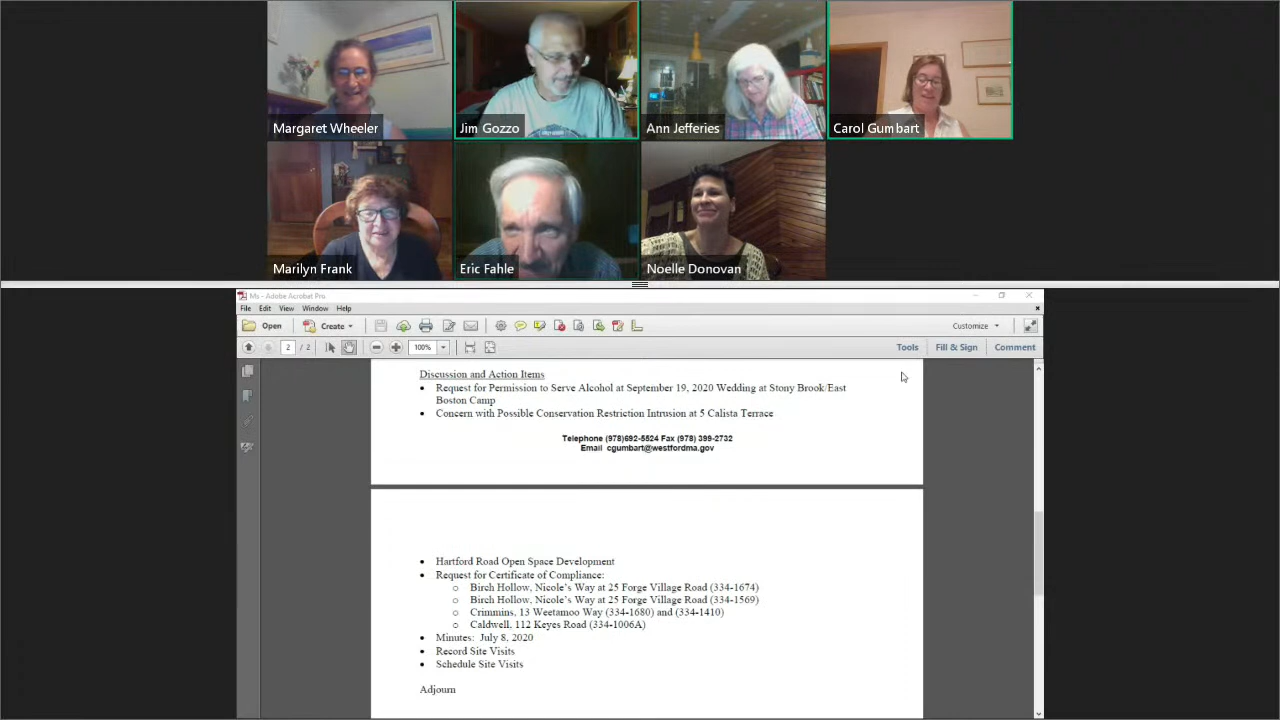 Margaret Wheeler
Jim Gozzo
Ann Jefferies
Carol Gumbart
Marilyn Frank
Eric Fahle
Noelle Donovan
Ms - Adobe Acrobat Pro
File Edit View Window Help
Open Create Customize
2 / 2 100% Tools Fill & Sign Comment
Discussion and Action Items
• Request for Permission to Serve Alcohol at September 19, 2020 Wedding at Stony Brook/East
Boston Camp
• Concern with Possible Conservation Restriction Intrusion at 5 Calista Terrace
Telephone (978)692-5524 Fax (978) 399-2732
Email cgumbart@westfordma.gov
• Hartford Road Open Space Development
• Request for Certificate of Compliance:
o Birch Hollow, Nicole's Way at 25 Forge Village Road (334-1674)
o Birch Hollow, Nicole's Way at 25 Forge Village Road (334-1569)
o Crimmins, 13 Weetamoo Way (334-1680) and (334-1410)
o Caldwell, 112 Keyes Road (334-1006A)
• Minutes: July 8, 2020
• Record Site Visits
• Schedule Site Visits
Adjourn